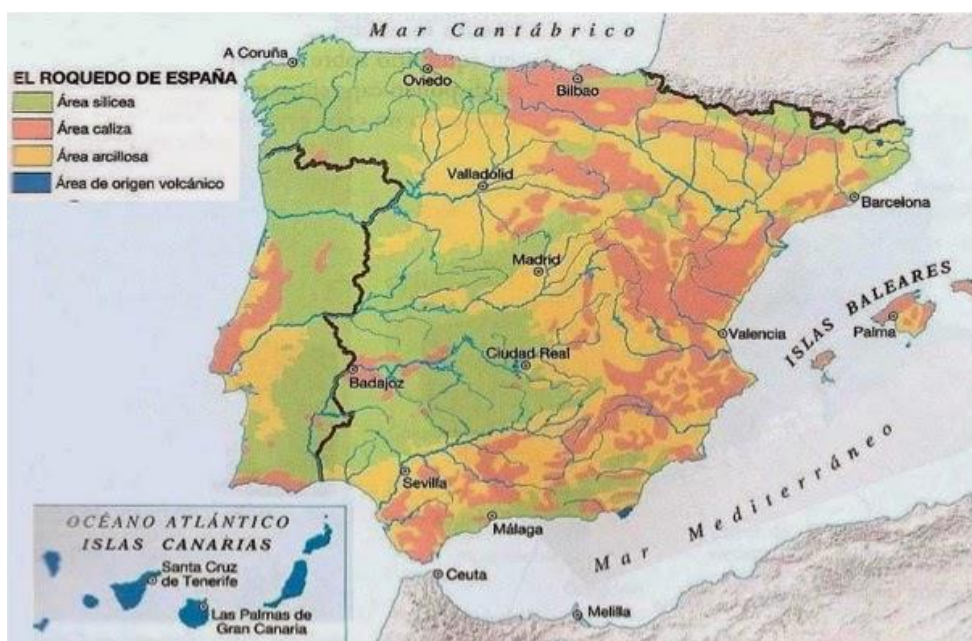 Mar Cantábrico
A Coruña
Oviedo
Bilbao
EL ROQUEDO DE ESPAÑA
Área silícea
Área caliza
Área arcillosa
Área de origen volcánico
Valladolid
Barcelona
Madrid
ISLAS BALEARES
Palma
Valencia
Ciudad Real
Badajoz
Sevilla
Málaga
Mar Mediterráneo
Ceuta
Melilla
OCÉANO ATLÁNTICO
ISLAS CANARIAS
Santa Cruz
de Tenerife
Las Palmas de
Gran Canaria